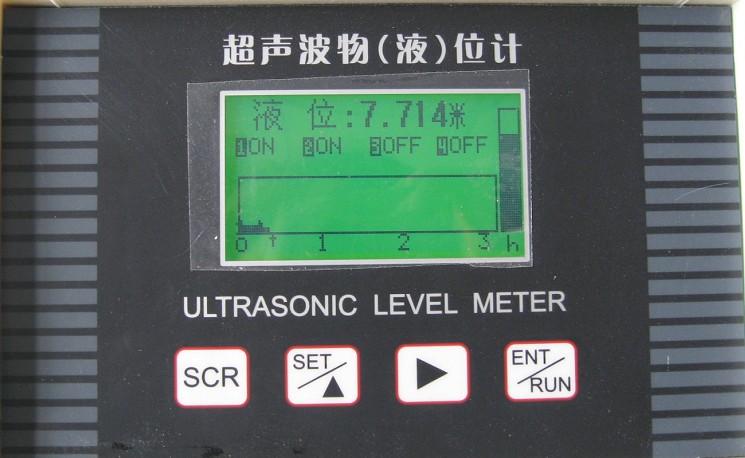 超声波物(液)位计
液 位:7.714米
1ON 2ON 3OFF 4OFF
0 1 2 3 h
ULTRASONIC LEVEL METER
SCR SET ENT/RUN